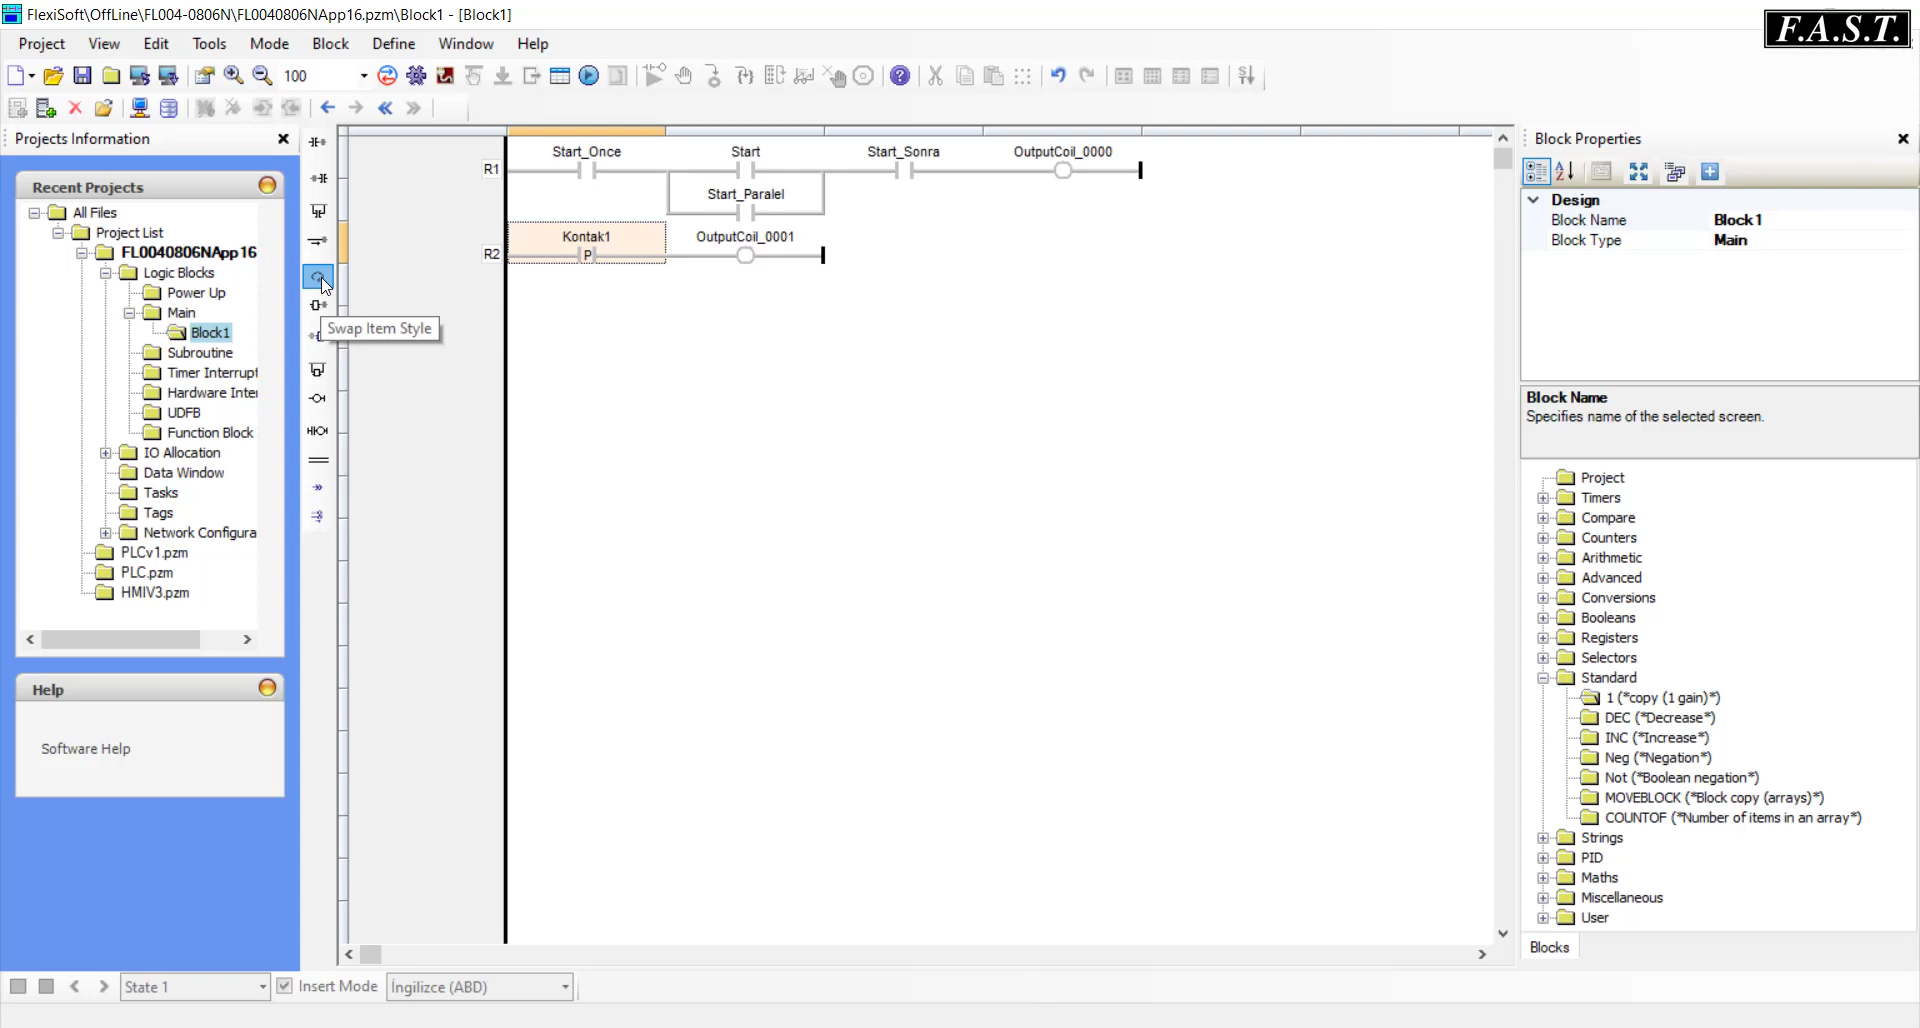 FlexiSoft\OffLine\FL004-0806N\FL0040806NApp16.pzm\Block1 - [Block1]
F.A.S.T.
Project View Edit Tools Mode Block Define Window Help
100
Projects Information
Recent Projects
All Files
Project List
FL0040806NApp16
Logic Blocks
Power Up
Main
Block1
Subroutine
Timer Interrupt
Hardware Inter
UDFB
Function Block
IO Allocation
Data Window
Tasks
Tags
Network Configura
PLCv1.pzm
PLC.pzm
HMIV3.pzm
Help
Software Help
Swap Item Style
Start_Once Start Start_Sonra OutputCoil_0000
R1
Start_Paralel
Kontak1 OutputCoil_0001
R2
P
Block Properties
Design
Block Name Block1
Block Type Main
Block Name
Specifies name of the selected screen.
Project
Timers
Compare
Counters
Arithmetic
Advanced
Conversions
Booleans
Registers
Selectors
Standard
1 (*copy (1 gain)*)
DEC (*Decrease*)
INC (*Increase*)
Neg (*Negation*)
Not (*Boolean negation*)
MOVEBLOCK (*Block copy (arrays)*)
COUNTOF (*Number of items in an array*)
Strings
PID
Maths
Miscellaneous
User
Blocks
State 1 Insert Mode İngilizce (ABD)